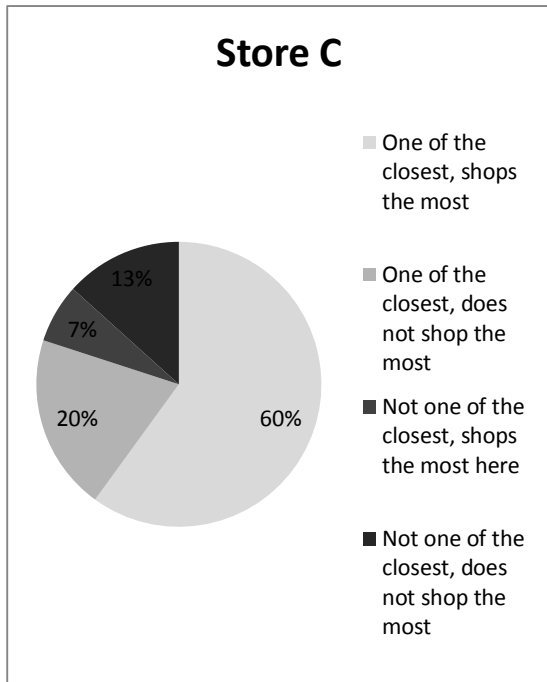 Store C
One of the
closest, shops
the most
13%
One of the
closest, does
not shop the
most
7%
20%
60%
Not one of the
closest, shops
the most here
Not one of the
closest, does
not shop the
most